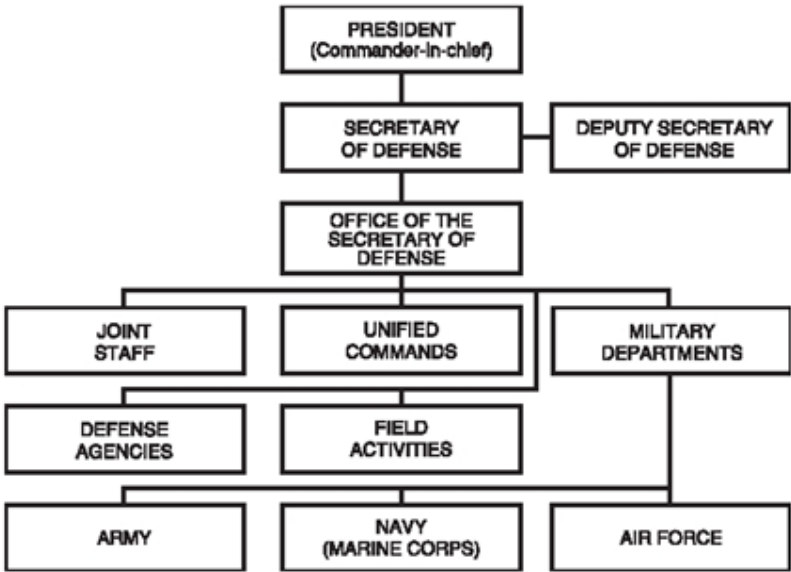 PRESIDENT
(Commander-in-chief)
SECRETARY
OF DEFENSE
DEPUTY SECRETARY
OF DEFENSE
OFFICE OF THE
SECRETARY OF
DEFENSE
JOINT
STAFF
UNIFIED
COMMANDS
MILITARY
DEPARTMENTS
DEFENSE
AGENCIES
FIELD
ACTIVITIES
ARMY
NAVY
(MARINE CORPS)
AIR FORCE